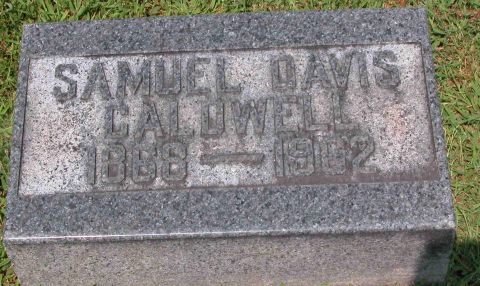 SAMUEL DAVIS
CALDWELL
1868 — 1962